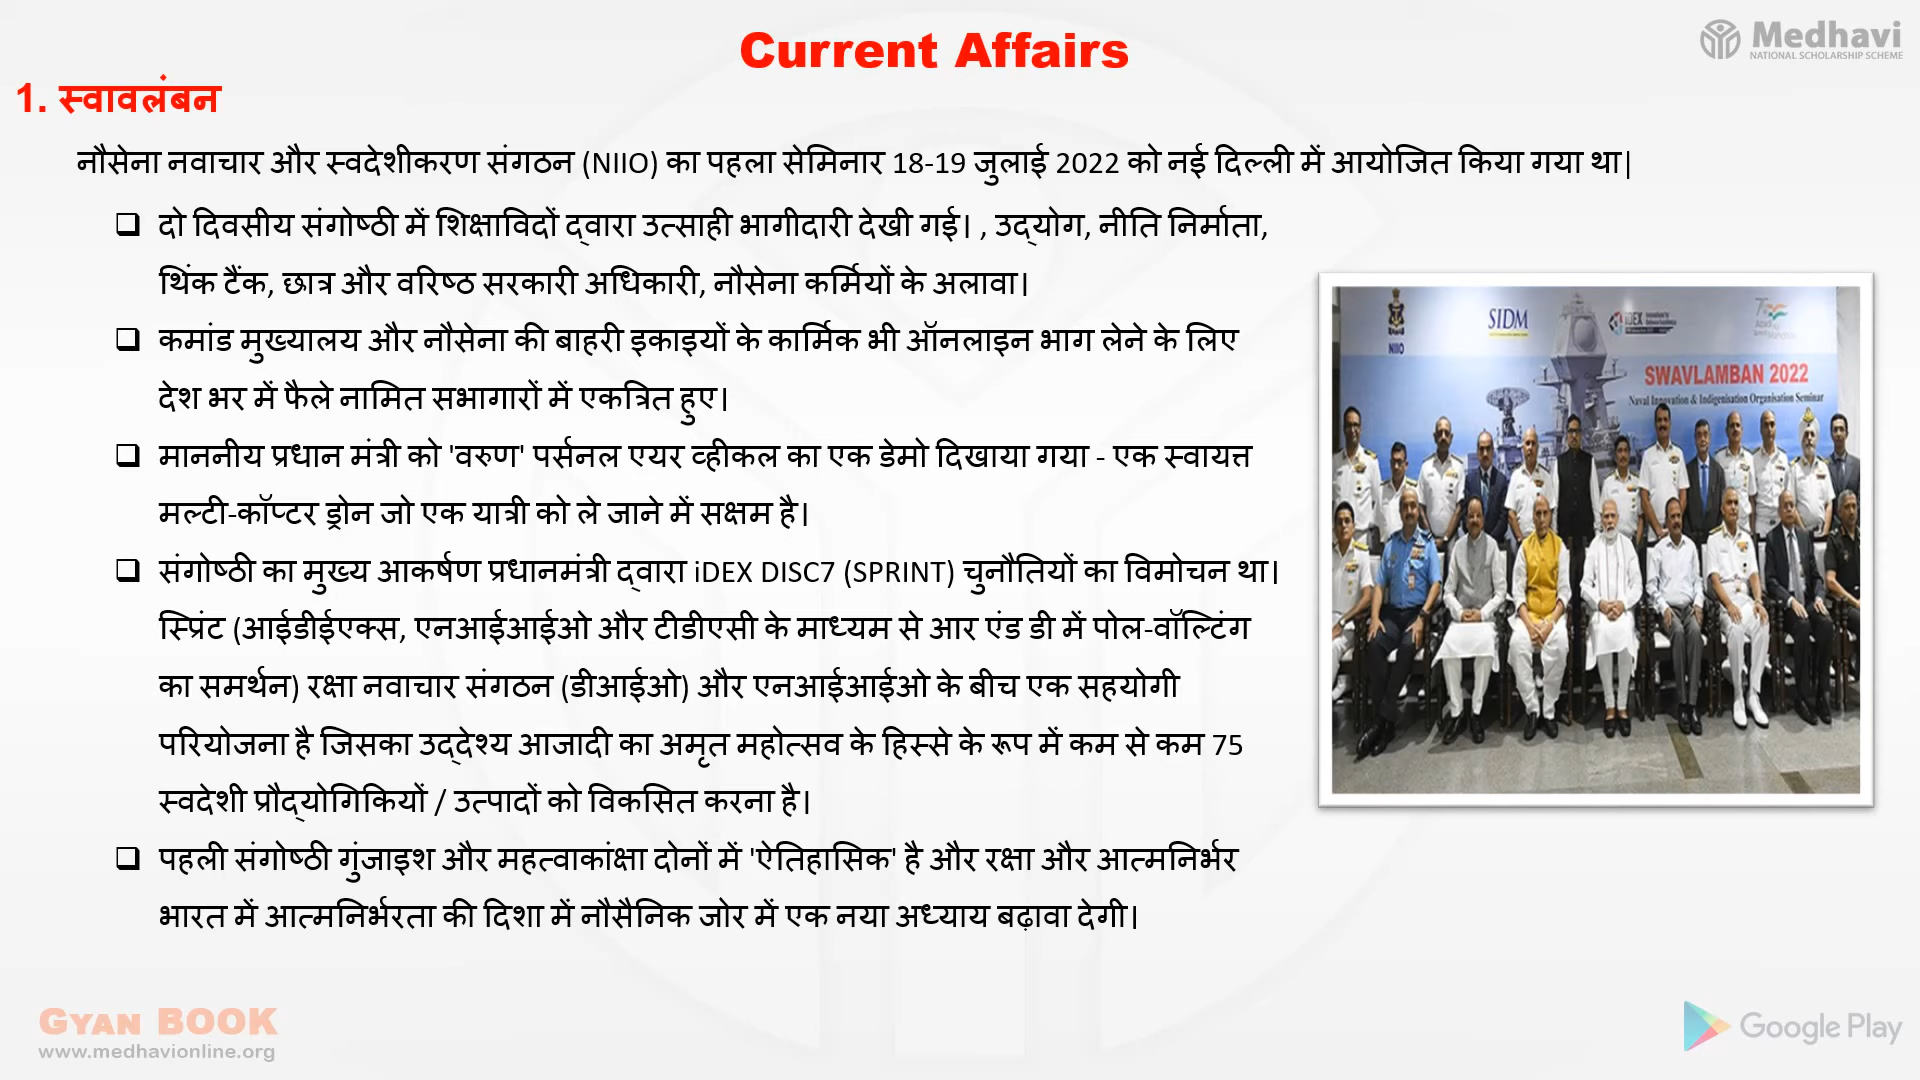 Current Affairs
Medhavi
NATIONAL SCHOLARSHIP SCHEME
1. स्वावलंबन
नौसेना नवाचार और स्वदेशीकरण संगठन (NIIO) का पहला सेमिनार 18-19 जुलाई 2022 को नई दिल्ली में आयोजित किया गया था|
❑ दो दिवसीय संगोष्ठी में शिक्षाविदों द्वारा उत्साही भागीदारी देखी गई। , उद्योग, नीति निर्माता,
थिंक टैंक, छात्र और वरिष्ठ सरकारी अधिकारी, नौसेना कर्मियों के अलावा।
❑ कमांड मुख्यालय और नौसेना की बाहरी इकाइयों के कार्मिक भी ऑनलाइन भाग लेने के लिए
देश भर में फैले नामित सभागारों में एकत्रित हुए।
❑ माननीय प्रधान मंत्री को 'वरुण' पर्सनल एयर व्हीकल का एक डेमो दिखाया गया - एक स्वायत्त
मल्टी-कॉप्टर ड्रोन जो एक यात्री को ले जाने में सक्षम है।
❑ संगोष्ठी का मुख्य आकर्षण प्रधानमंत्री द्वारा iDEX DISC7 (SPRINT) चुनौतियों का विमोचन था।
स्प्रिंट (आईडीईएक्स, एनआईआईओ और टीडीएसी के माध्यम से आर एंड डी में पोल-वॉल्टिंग
का समर्थन) रक्षा नवाचार संगठन (डीआईओ) और एनआईआईओ के बीच एक सहयोगी
परियोजना है जिसका उद्देश्य आजादी का अमृत महोत्सव के हिस्से के रूप में कम से कम 75
स्वदेशी प्रौद्योगिकियों / उत्पादों को विकसित करना है।
❑ पहली संगोष्ठी गुंजाइश और महत्वाकांक्षा दोनों में 'ऐतिहासिक' है और रक्षा और आत्मनिर्भर
भारत में आत्मनिर्भरता की दिशा में नौसैनिक जोर में एक नया अध्याय बढ़ावा देगी।
NIIO
SIDM
iDEX
SWAVLAMBAN 2022
Naval Innovation & Indigenisation Organisation Seminar
GYAN BOOK
www.medhavionline.org
Google Play